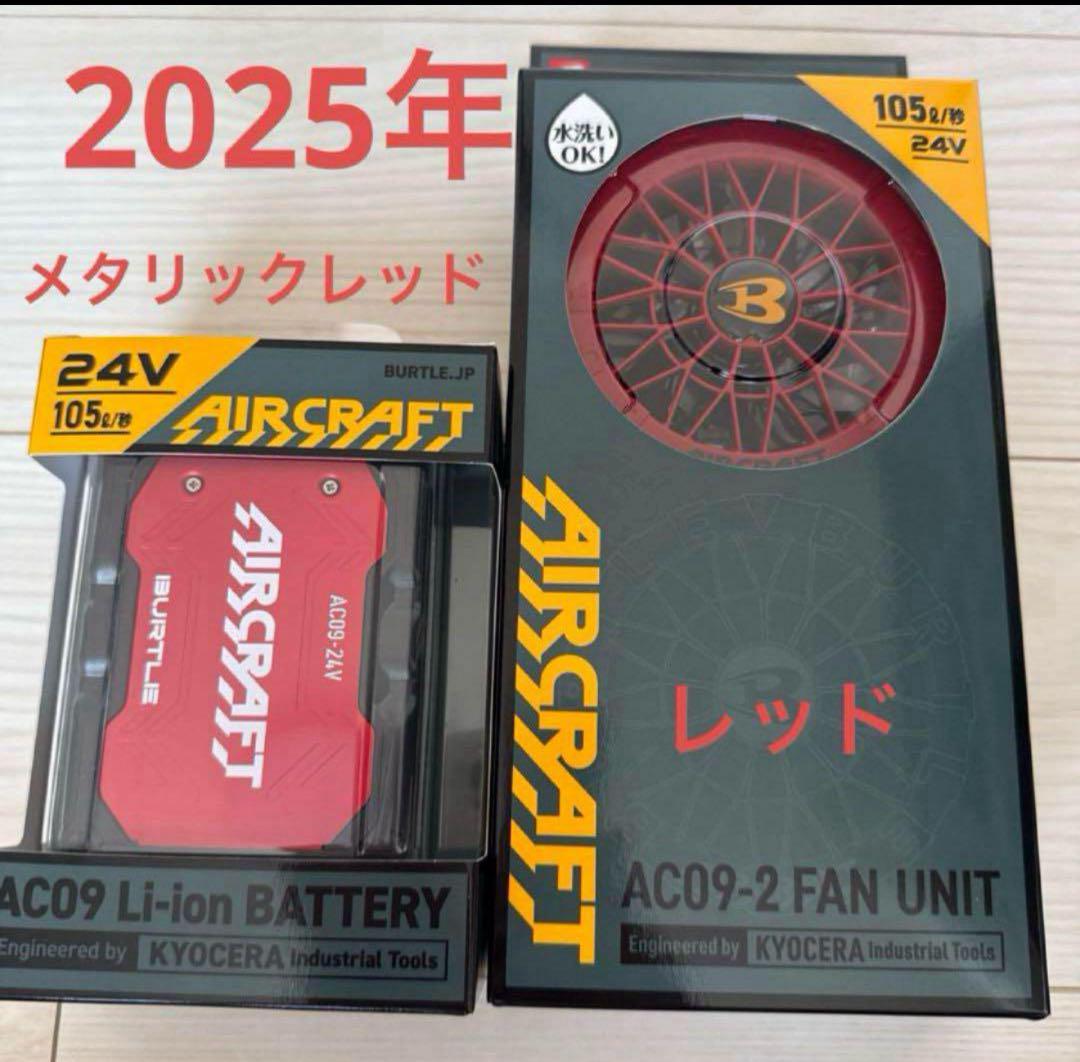 2025年
メタリックレッド
24V
105ℓ/秒
BURTLE.JP
AIRCRAFT
AIRCRAFT
AC09-24V
BURTLE
AC09 Li-ion BATTERY
Engineered by KYOCERA Industrial Tools
水洗い
OK!
105ℓ/秒
24V
B
AIRCRAFT
AIRCRAFT
レッド
AC09-2 FAN UNIT
Engineered by KYOCERA Industrial Tools